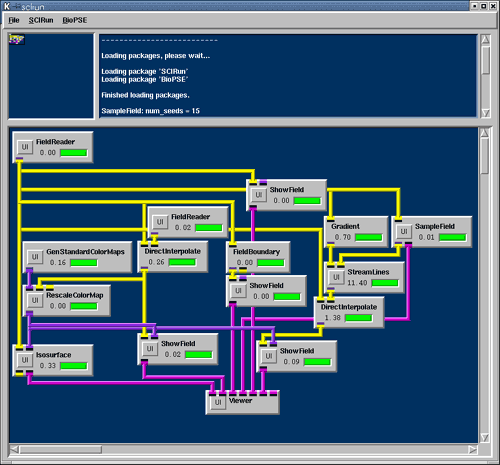 scirun
File SCIRun BioPSE
Loading packages, please wait...
Loading package 'SCIRun'
Loading package 'BioPSE'
Finished loading packages.
SampleField: num_seeds = 15
FieldReader
UI 0.00
ShowField
UI 0.00
FieldReader
UI 0.02
Gradient
0.70
SampleField
UI 0.01
GenStandardColorMaps
UI 0.16
DirectInterpolate
0.26
FieldBoundary
0.00
StreamLines
UI 11.40
RescaleColorMap
UI 0.00
ShowField
UI 0.00
DirectInterpolate
1.38
Isosurface
UI 0.33
ShowField
UI 0.02
ShowField
UI 0.09
Viewer
UI